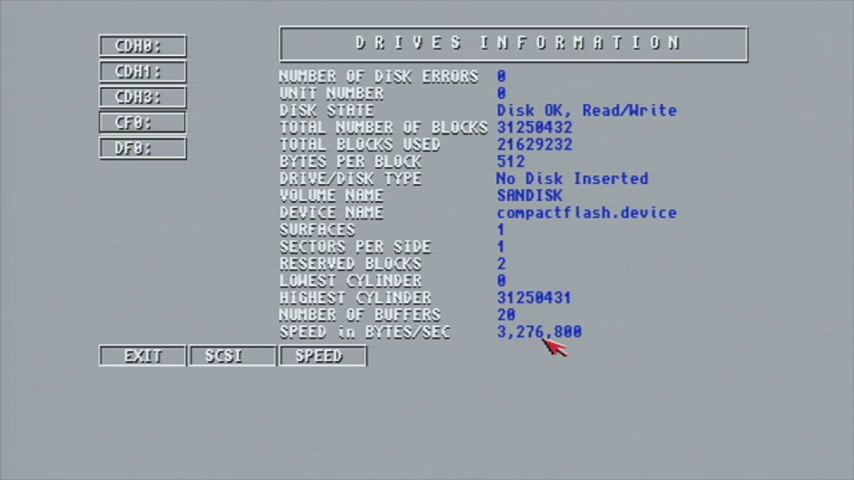 CDH0:
CDH1:
CDH3:
CF0:
DF0:
DRIVES INFORMATION
NUMBER OF DISK ERRORS 0
UNIT NUMBER 0
DISK STATE Disk OK, Read/Write
TOTAL NUMBER OF BLOCKS 31250432
TOTAL BLOCKS USED 21629232
BYTES PER BLOCK 512
DRIVE/DISK TYPE No Disk Inserted
VOLUME NAME SANDISK
DEVICE NAME compactflash.device
SURFACES 1
SECTORS PER SIDE 1
RESERVED BLOCKS 2
LOWEST CYLINDER 0
HIGHEST CYLINDER 31250431
NUMBER OF BUFFERS 20
SPEED in BYTES/SEC 3,276,800
EXIT SCSI SPEED